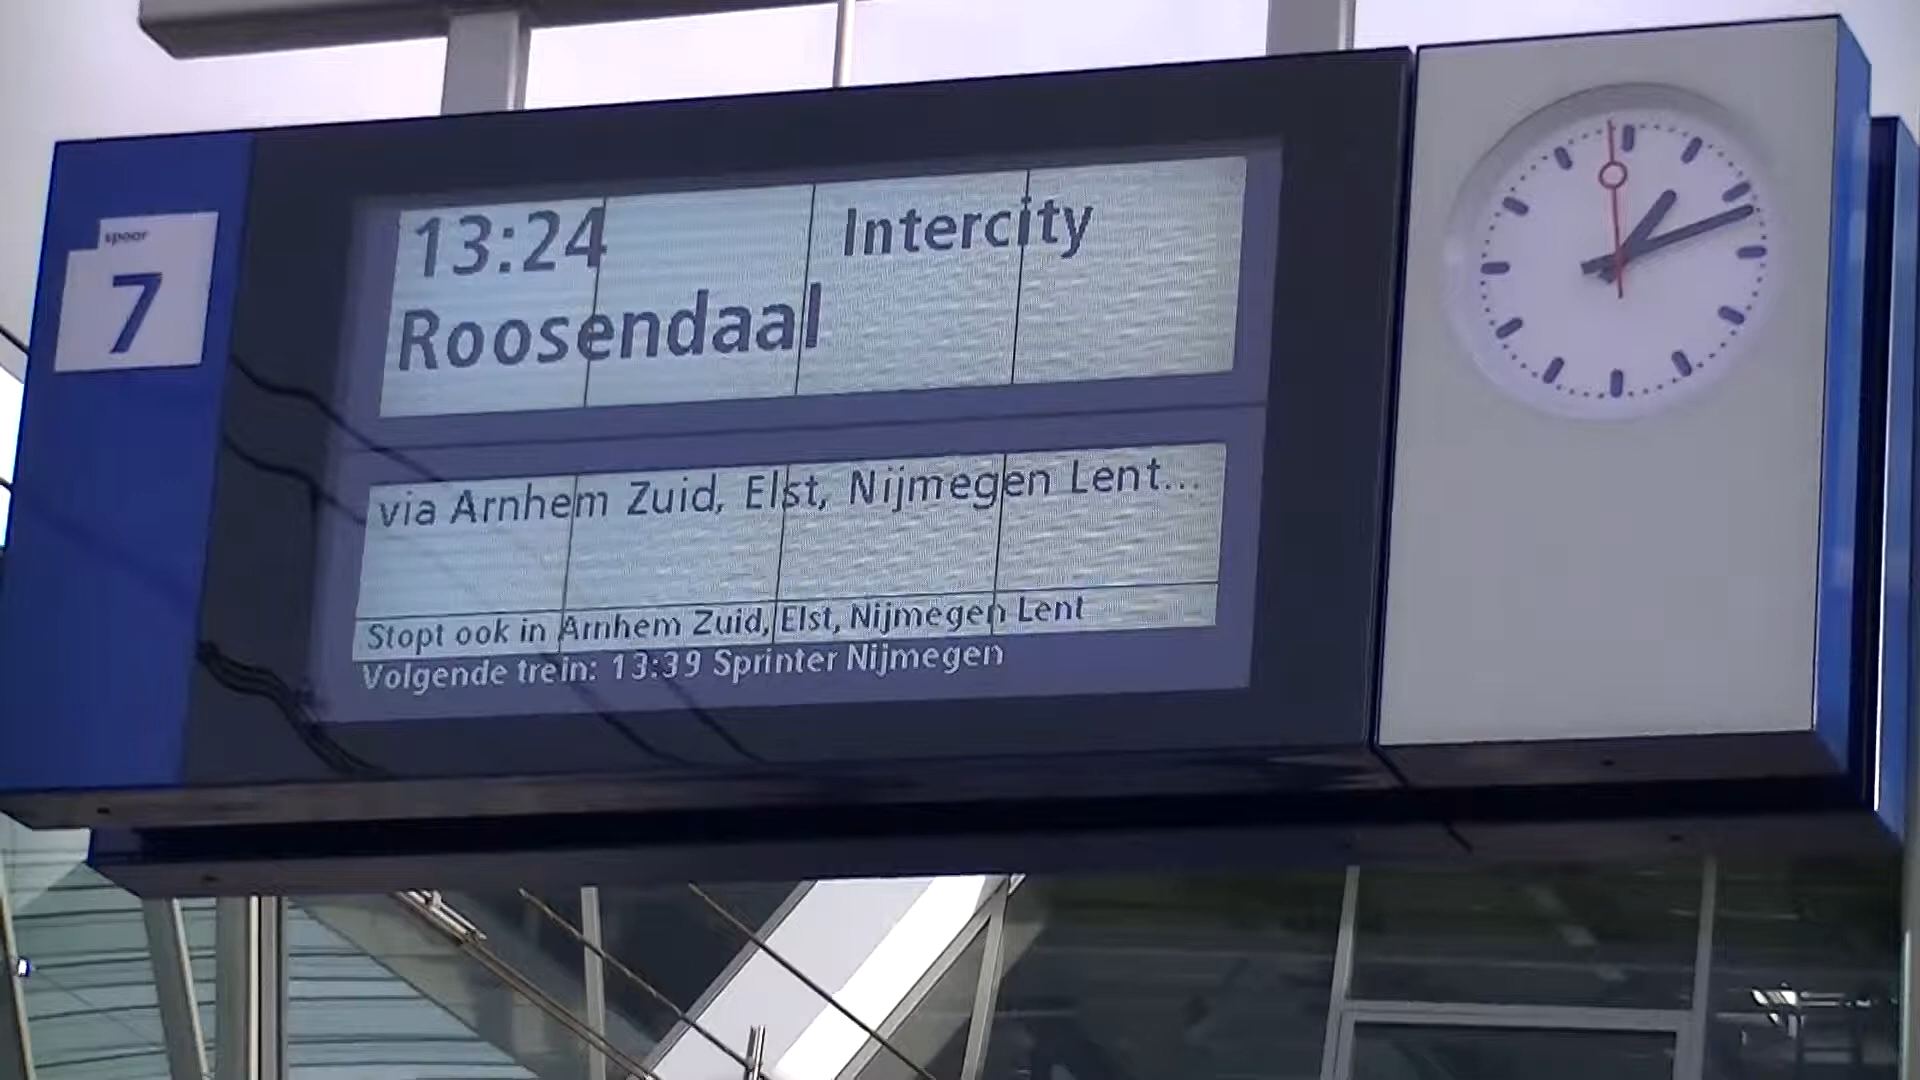 spoor
7
13:24 Intercity
Roosendaal
via Arnhem Zuid, Elst, Nijmegen Lent...
Stopt ook in Arnhem Zuid, Elst, Nijmegen Lent
Volgende trein: 13:39 Sprinter Nijmegen